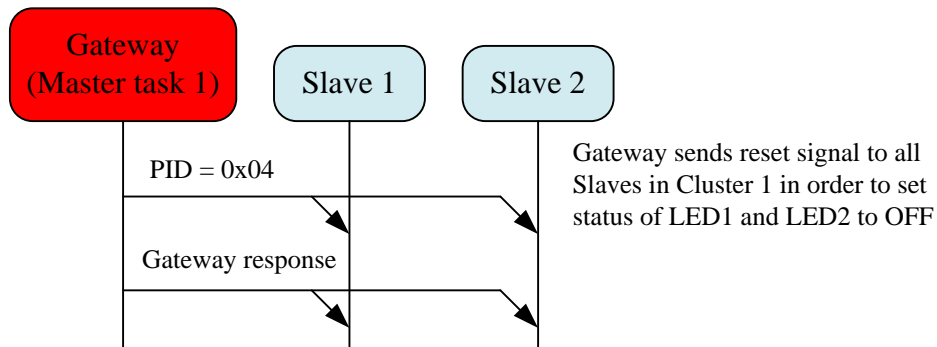 Gateway
(Master task 1)
Slave 1
Slave 2
PID = 0x04
Gateway response
Gateway sends reset signal to all
Slaves in Cluster 1 in order to set
status of LED1 and LED2 to OFF